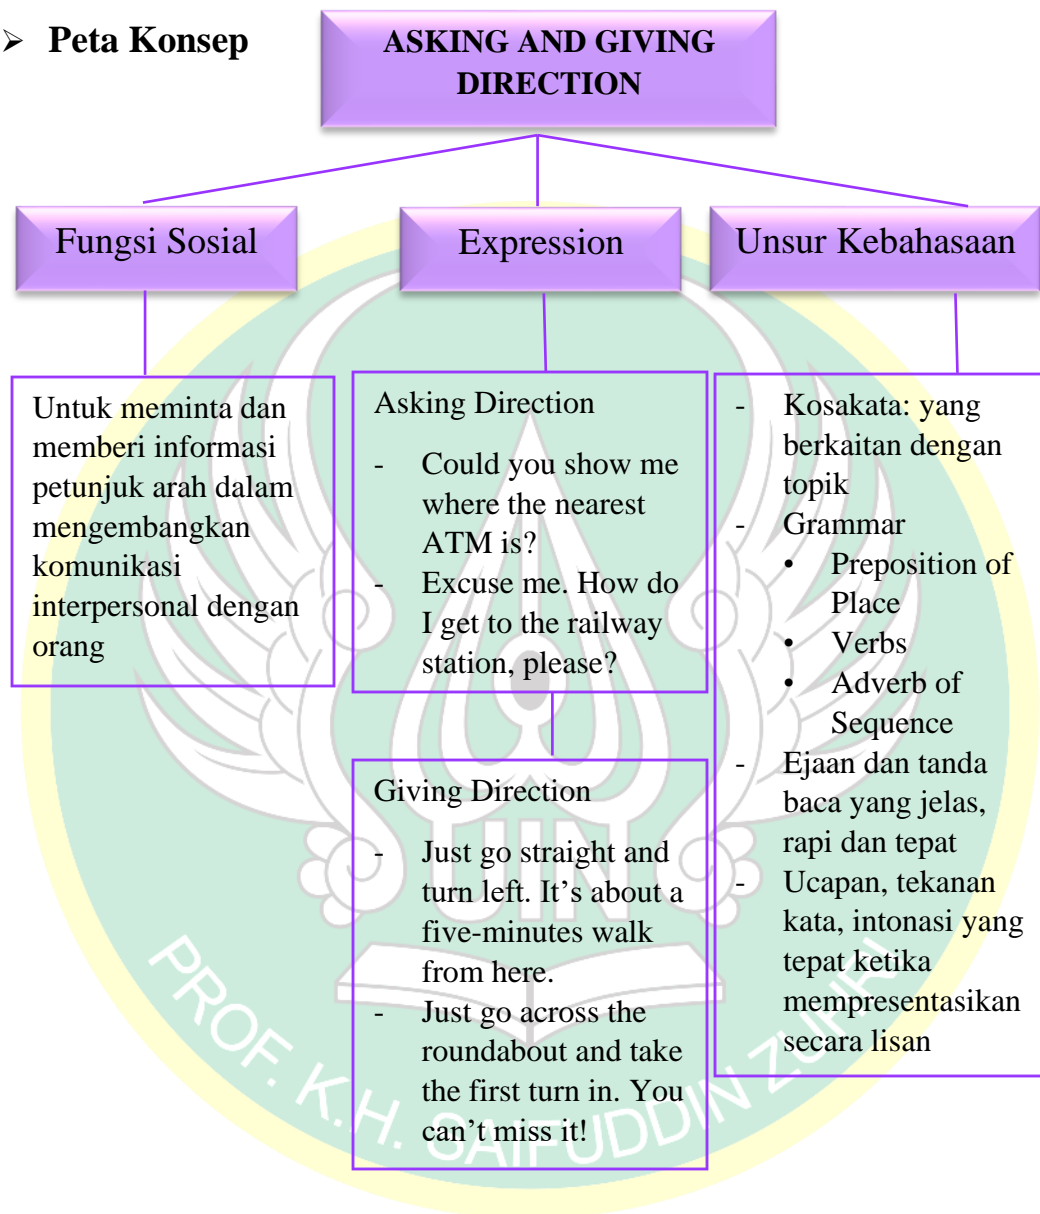 ➢ Peta Konsep
ASKING AND GIVING
DIRECTION
Fungsi Sosial
Expression
Unsur Kebahasaan
Untuk meminta dan
memberi informasi
petunjuk arah dalam
mengembangkan
komunikasi
interpersonal dengan
orang
Asking Direction
- Could you show me
where the nearest
ATM is?
- Excuse me. How do
I get to the railway
station, please?
Giving Direction
- Just go straight and
turn left. It’s about a
five-minutes walk
from here.
- Just go across the
roundabout and take
the first turn in. You
can’t miss it!
- Kosakata: yang
berkaitan dengan
topik
- Grammar
• Preposition of
Place
• Verbs
• Adverb of
Sequence
- Ejaan dan tanda
baca yang jelas,
rapi dan tepat
- Ucapan, tekanan
kata, intonasi yang
tepat ketika
mempresentasikan
secara lisan
UIN
PROF. K.H. SAIFUDDIN ZUHRI